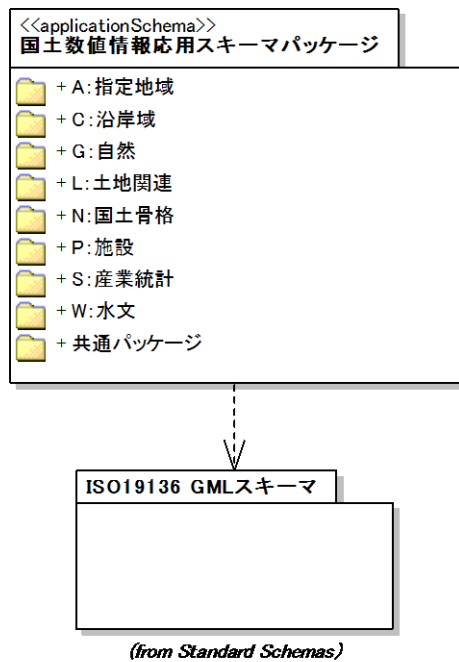 <<applicationSchema>>
国土数値情報応用スキーマパッケージ
+ A:指定地域
+ C:沿岸域
+ G:自然
+ L:土地関連
+ N:国土骨格
+ P:施設
+ S:産業統計
+ W:水文
+ 共通パッケージ
ISO19136 GMLスキーマ
(from Standard Schemas)